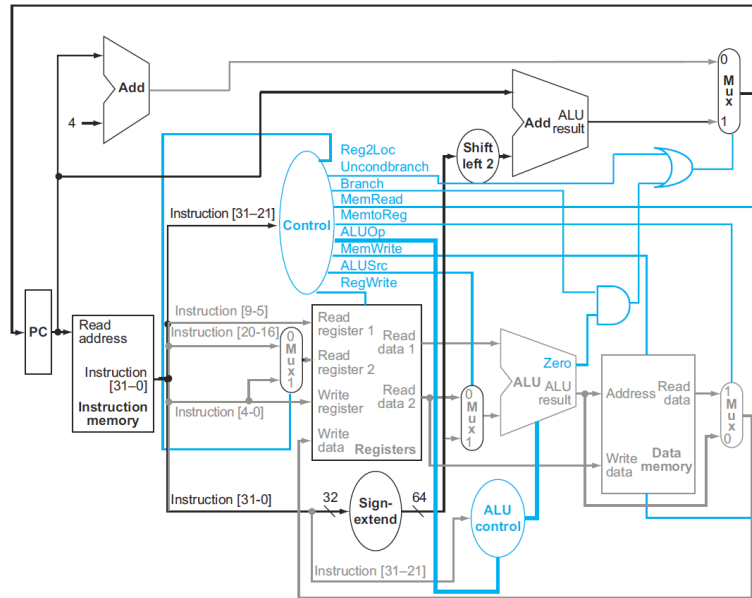 Add
4
Add
ALU
result
0
M
u
x
1
Shift
left 2
Reg2Loc
Uncondbranch
Branch
MemRead
MemtoReg
ALUOp
MemWrite
ALUSrc
RegWrite
Control
Instruction [31–21]
PC
Read
address
Instruction
[31–0]
Instruction
memory
Instruction [9-5]
Instruction [20-16]
Instruction [4-0]
0
M
u
x
1
Read
register 1
Read
register 2
Write
register
Write
data
Read
data 1
Read
data 2
Registers
0
M
u
x
1
Zero
ALU
ALU
result
Address
Read
data
Write
data
Data
memory
1
M
u
x
0
Instruction [31-0]
32
Sign-
extend
64
ALU
control
Instruction [31–21]